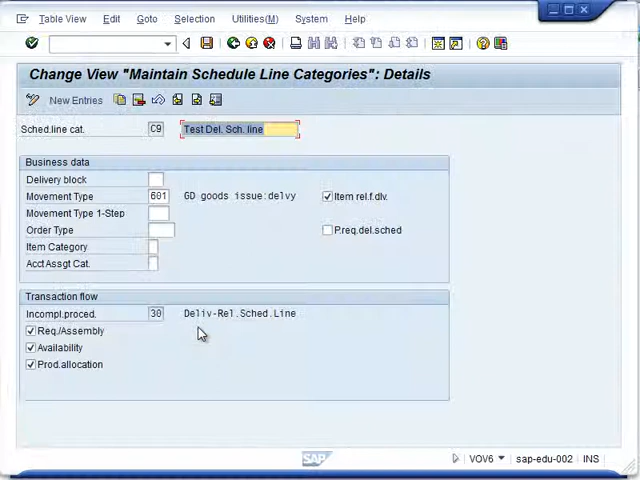 Table View Edit Goto Selection Utilities(M) System Help
Change View "Maintain Schedule Line Categories": Details
New Entries
Sched.line cat. C9 Test Del. Sch. line
Business data
Delivery block
Movement Type 601 GD goods issue:delvy Item rel.f.dlv.
Movement Type 1-Step
Order Type P.req.del.sched
Item Category
Acct Assgt Cat.
Transaction flow
Incompl.proced. 30 Deliv-Rel.Sched.Line
Req./Assembly
Availability
Prod.allocation
SAP VOV6 sap-edu-002 INS